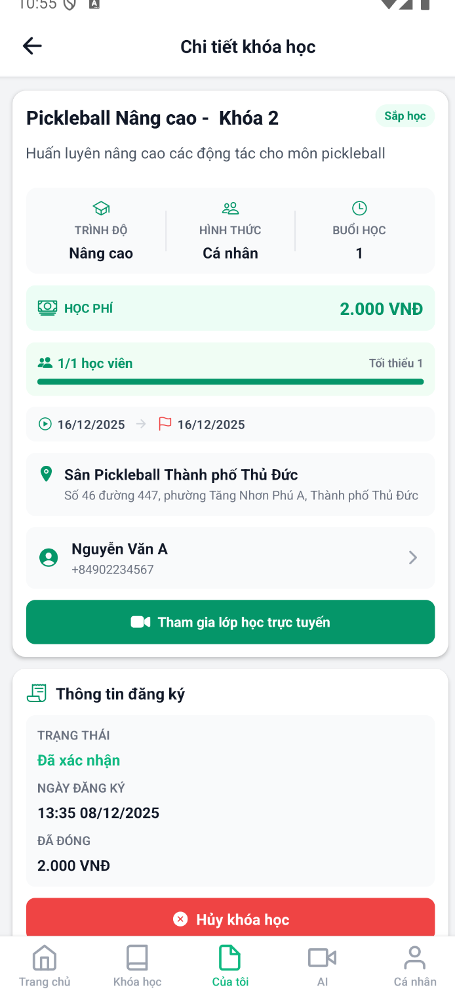 10:55
A
Chi tiết khóa học
Pickleball Nâng cao -  Khóa 2
Sắp học
Huấn luyên nâng cao các động tác cho môn pickleball
TRÌNH ĐỘ
HÌNH THỨC
BUỔI HỌC
Nâng cao
Cá nhân
1
HỌC PHÍ
2.000 VNĐ
1/1 học viên
Tối thiểu 1
16/12/2025
16/12/2025
Sân Pickleball Thành phố Thủ Đức
Số 46 đường 447, phường Tăng Nhơn Phú A, Thành phố Thủ Đức
Nguyễn Văn A
+84902234567
Tham gia lớp học trực tuyến
Thông tin đăng ký
TRẠNG THÁI
Đã xác nhận
NGÀY ĐĂNG KÝ
13:35 08/12/2025
ĐÃ ĐÓNG
2.000 VNĐ
Hủy khóa học
Trang chủ
Khóa học
Của tôi
AI
Cá nhân